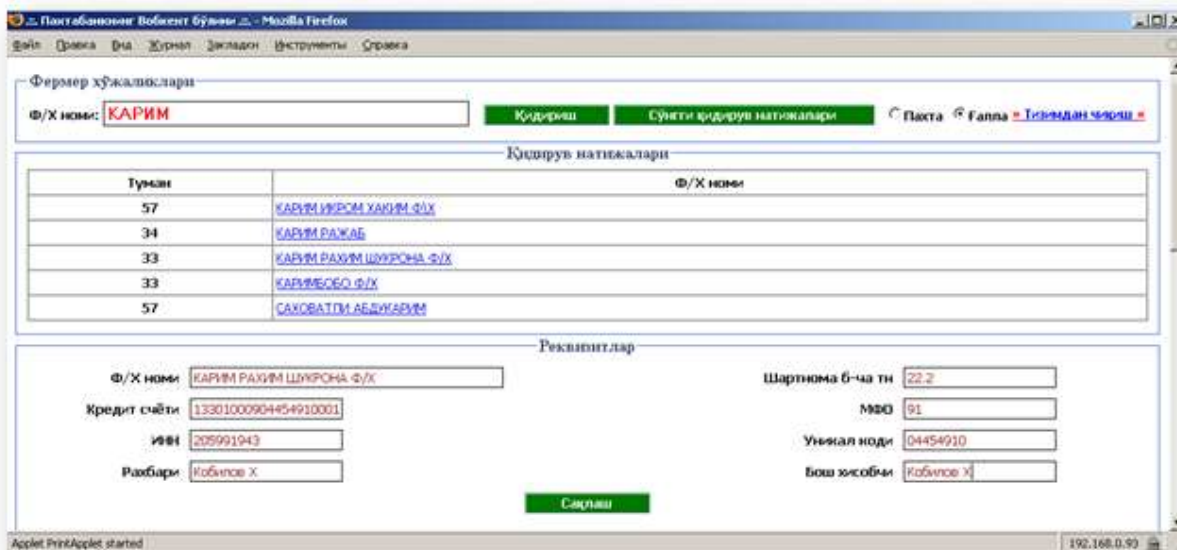 Пахтабанкнинг Вобкент бўлими - Mozilla Firefox
Файл Правка Вид Журнал Закладки Инструменты Справка
Фермер хўжаликлари
Ф/Х номи: КАРИМ Қидириш Сўнгги қидирув натижалари Пахта Ғалла » Тизимдан чиқиш «
Қидирув натижалари
Туман Ф/Х номи
57 КАРИМ ИКРОМ ХАКИМ Ф\Х
34 КАРИМ РАЖАБ
33 КАРИМ РАХИМ ШУКРОНА Ф/Х
33 КАРИМБОБО Ф/Х
57 САХОВАТЛИ АБДУКАРИМ
Реквизитлар
Ф/Х номи КАРИМ РАХИМ ШУКРОНА Ф/Х Шартнома б-ча тн 22.2
Кредит счёти 13301000904454910001 МФО 91
ИНН 205991943 Уникал коди 04454910
Рахбари Кобилов Х Бош хисобчи Кобилов Х
Сақлаш
Applet PrintApplet started 192.168.0.93